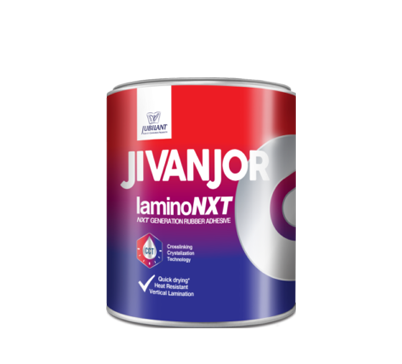 JUBILANT
JIVANJOR
laminoNXT
NXT GENERATION RUBBER ADHESIVE
CCT
Crosslinking
Crystallisation
Technology
Quick drying*
Heat Resistant
Vertical Lamination